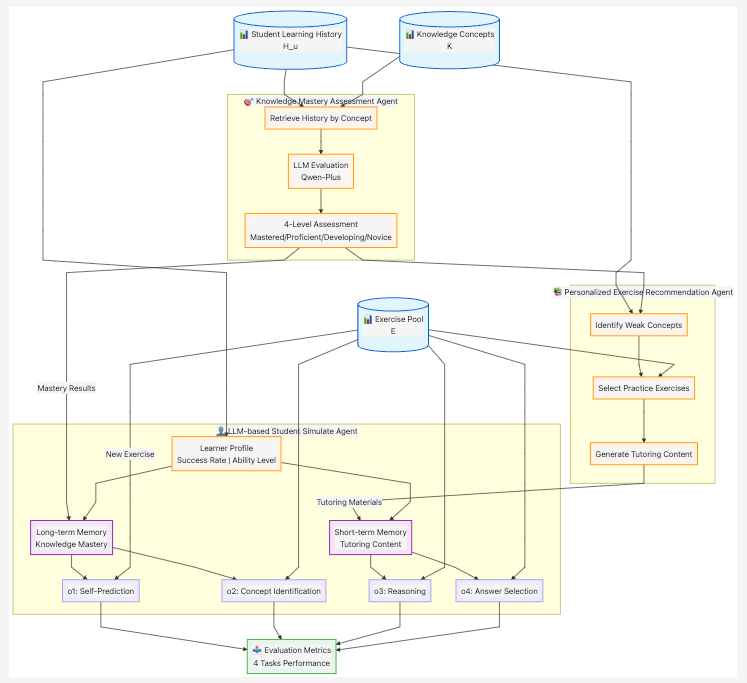 📊 Student Learning History
H_u
📊 Knowledge Concepts
K
🎯 Knowledge Mastery Assessment Agent
Retrieve History by Concept
LLM Evaluation
Qwen-Plus
4-Level Assessment
Mastered/Proficient/Developing/Novice
📚 Personalized Exercise Recommendation Agent
📊 Exercise Pool
E
Identify Weak Concepts
Select Practice Exercises
Mastery Results
👤 LLM-based Student Simulate Agent
Learner Profile
Success Rate | Ability Level
New Exercise
Generate Tutoring Content
Tutoring Materials
Long-term Memory
Knowledge Mastery
Short-term Memory
Tutoring Content
o1: Self-Prediction
o2: Concept Identification
o3: Reasoning
o4: Answer Selection
📤 Evaluation Metrics
4 Tasks Performance